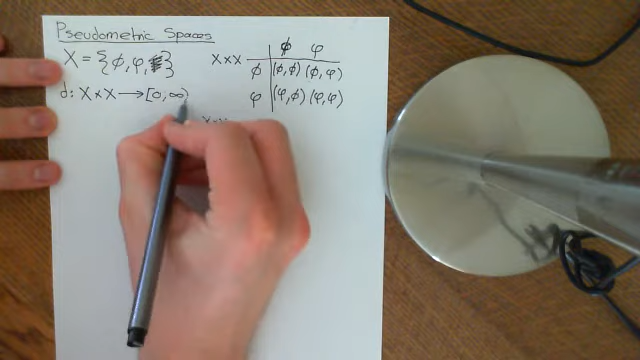 Pseudometric Spaces
X = {ϕ, φ, }
d: X × X → [0, ∞)
X×X ϕ φ
ϕ (ϕ, ϕ) (ϕ, φ)
φ (φ, ϕ) (φ, φ)